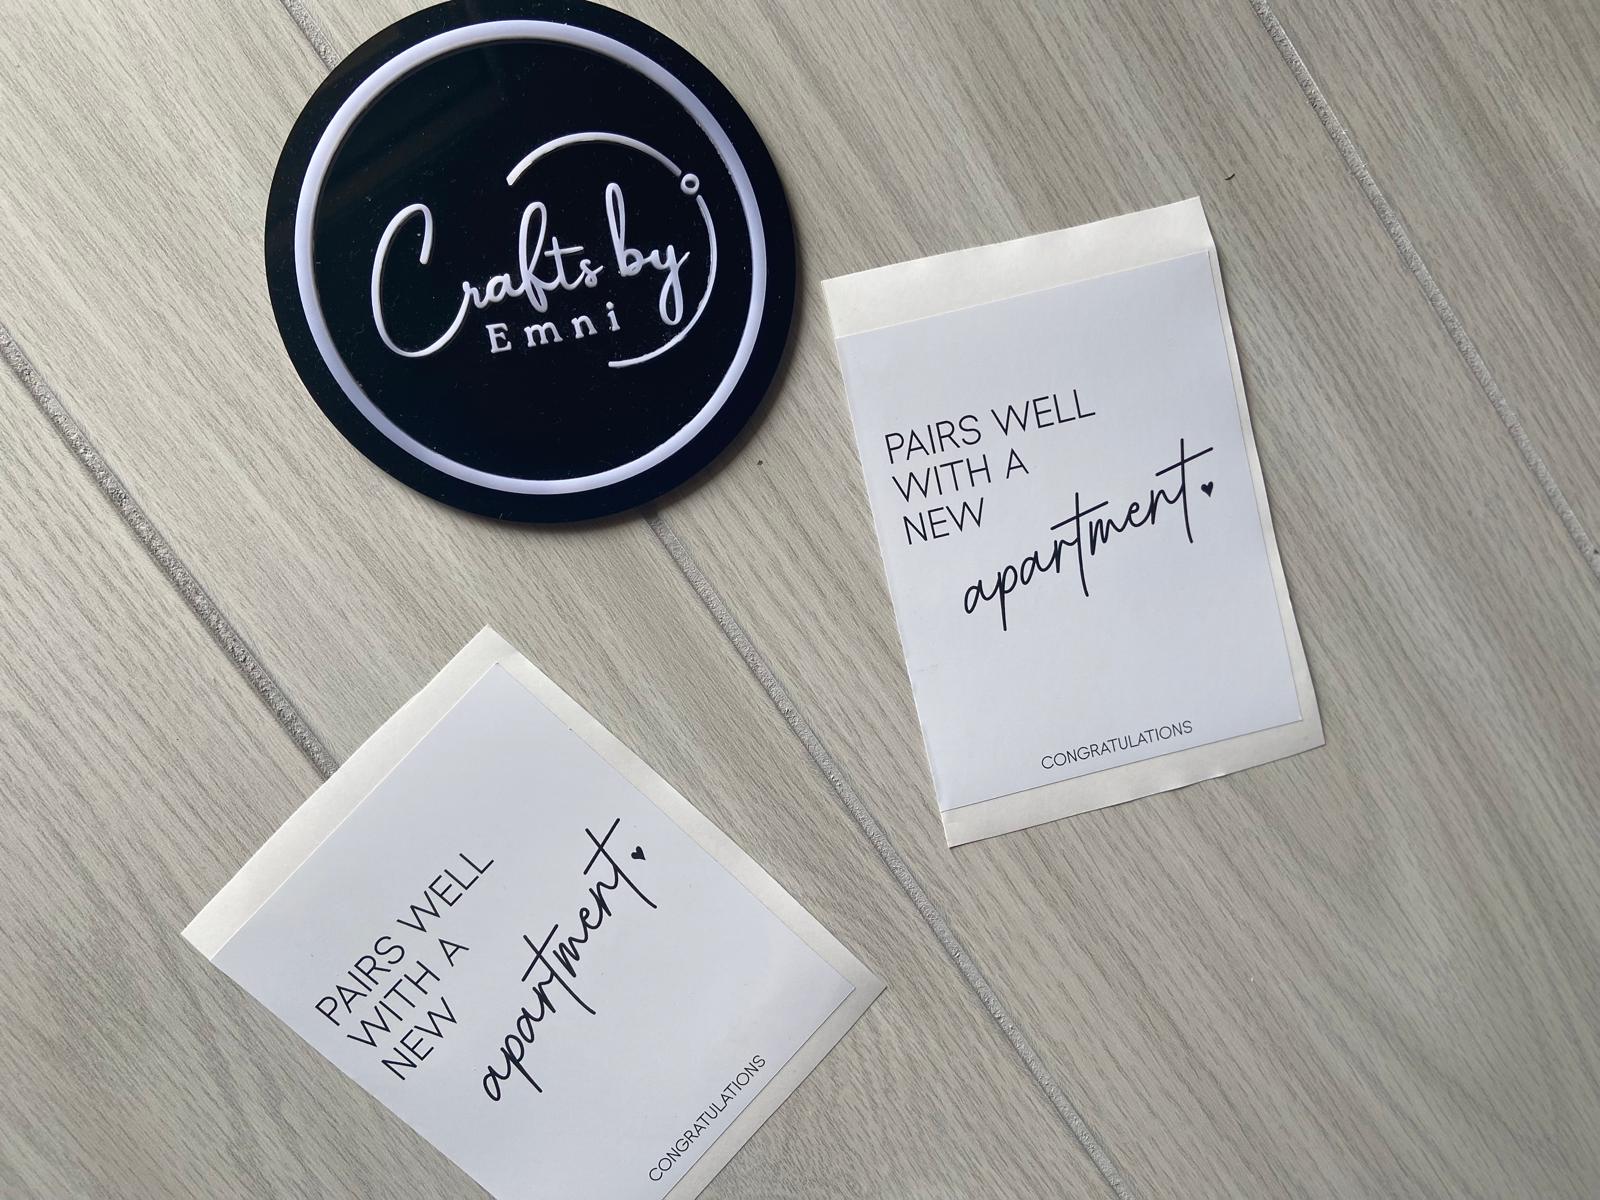 Crafts by
Emni
PAIRS WELL
WITH A
NEW
apartment.
CONGRATULATIONS
PAIRS WELL
WITH A
NEW
apartment.
CONGRATULATIONS